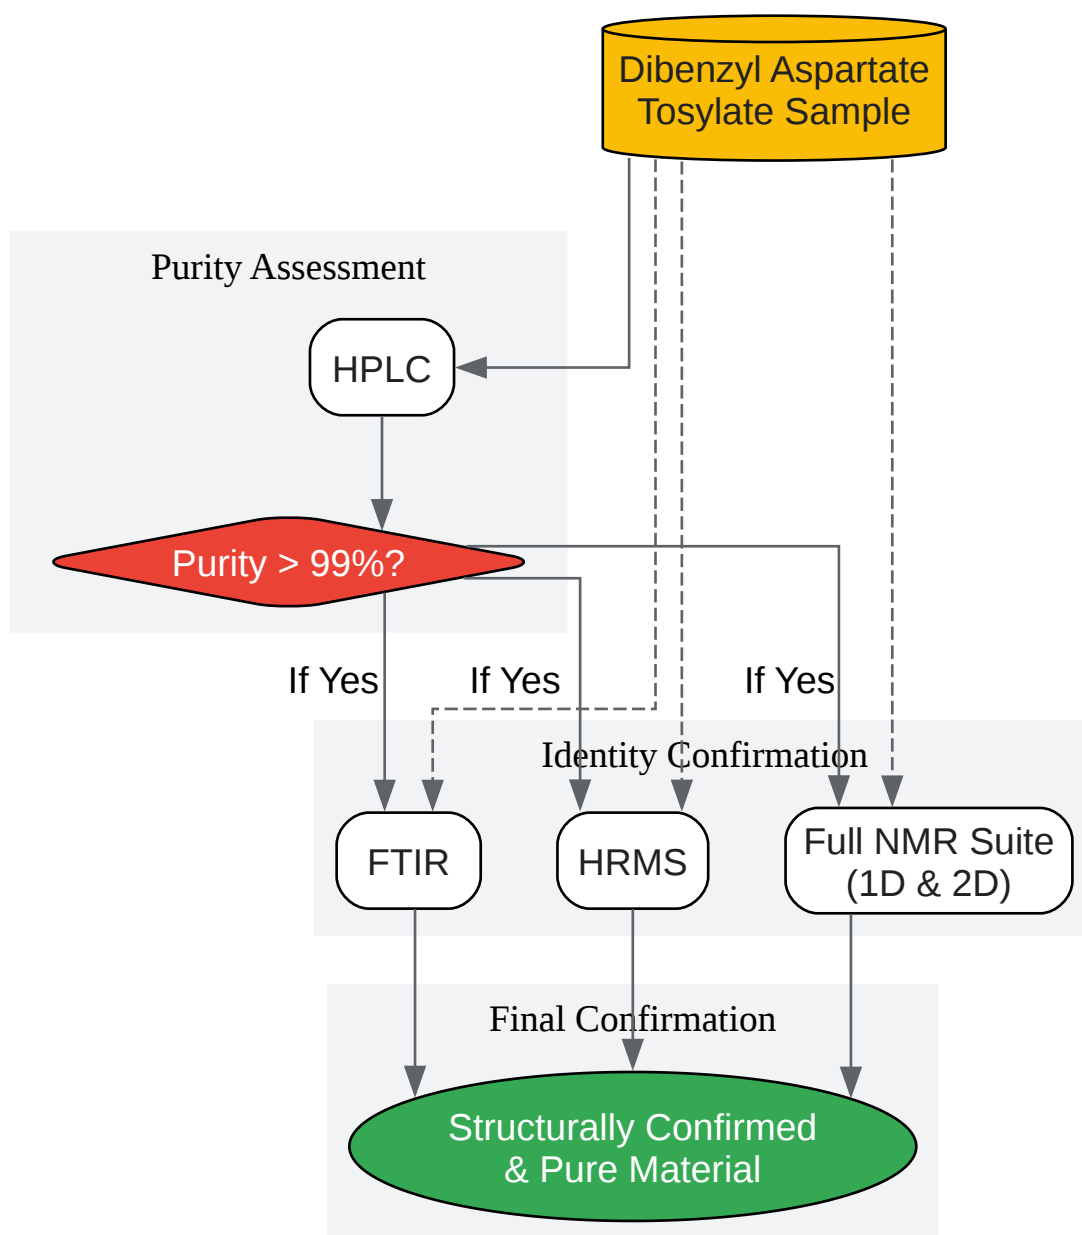 Dibenzyl Aspartate
Tosylate Sample
Purity Assessment
HPLC
Purity > 99%?
If Yes
If Yes
If Yes
Identity Confirmation
FTIR
HRMS
Full NMR Suite
(1D & 2D)
Final Confirmation
Structurally Confirmed
& Pure Material